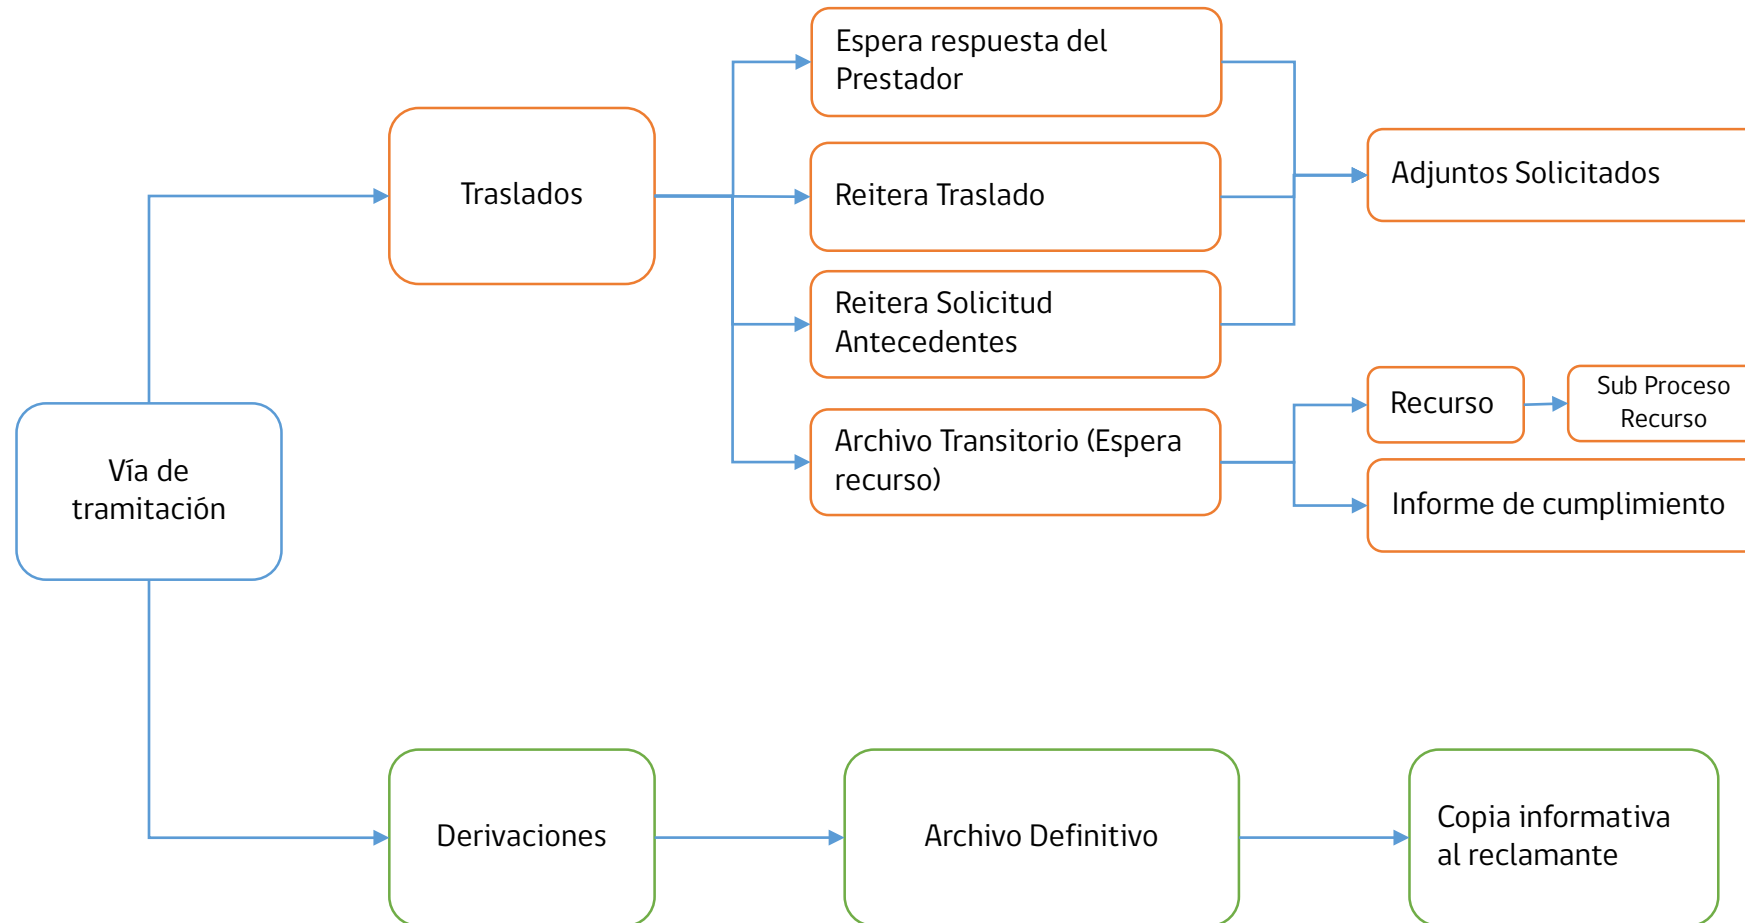 Espera respuesta del
Prestador
Traslados
Reitera Traslado
Adjuntos Solicitados
Reitera Solicitud
Antecedentes
Archivo Transitorio (Espera
recurso)
Recurso
Sub Proceso
Recurso
Informe de cumplimiento
Vía de
tramitación
Derivaciones
Archivo Definitivo
Copia informativa
al reclamante